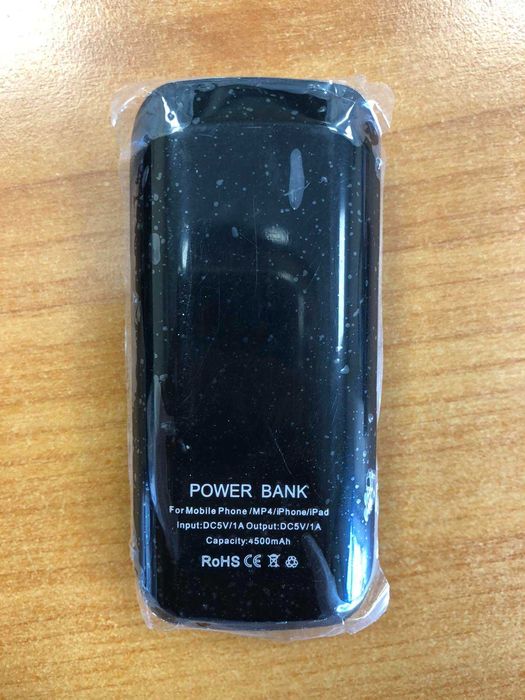 POWER BANK
For Mobile Phone/MP4/iPhone/iPad
Input:DC5V/1A Output:DC5V/1A
Capacity:4500mAh
RoHS CE